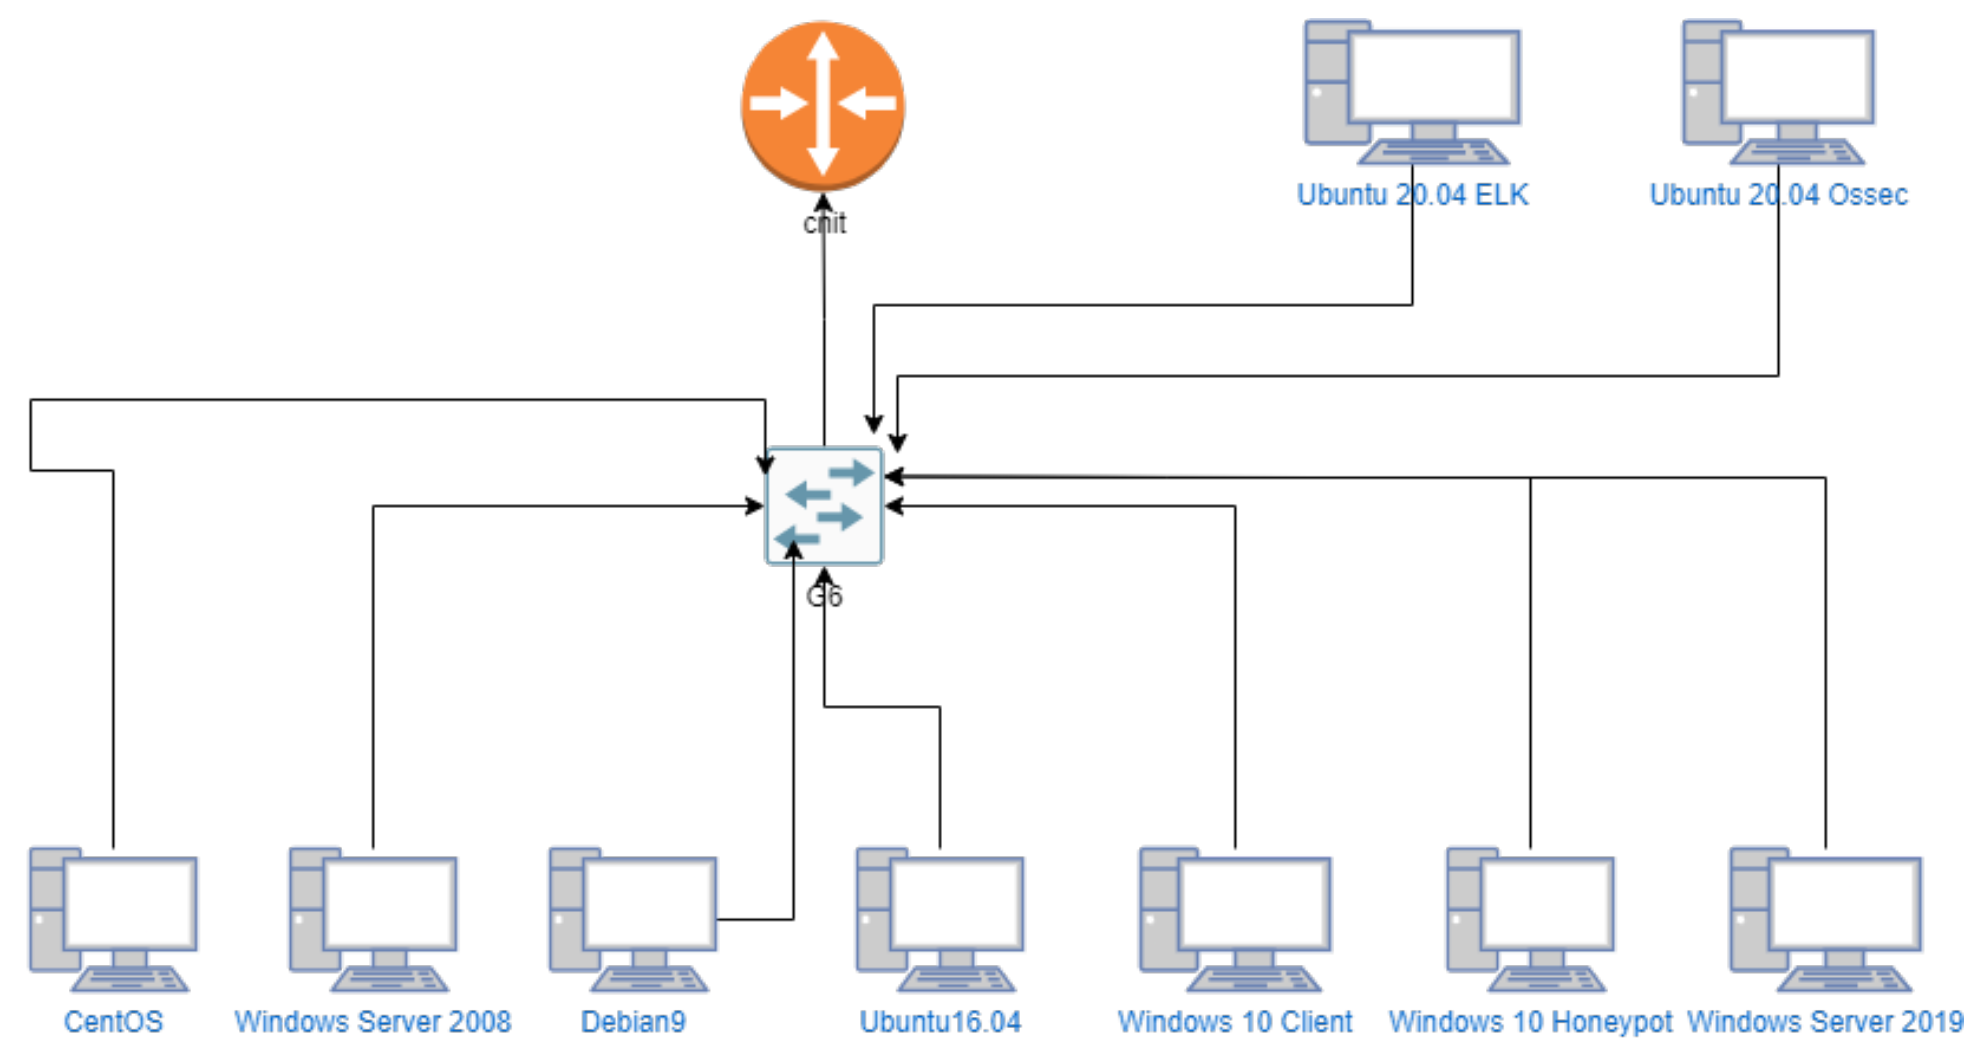 Ubuntu 20.04 ELK
Ubuntu 20.04 Ossec
cnit
G6
CentOS
Windows Server 2008
Debian9
Ubuntu16.04
Windows 10 Client
Windows 10 Honeypot
Windows Server 2019